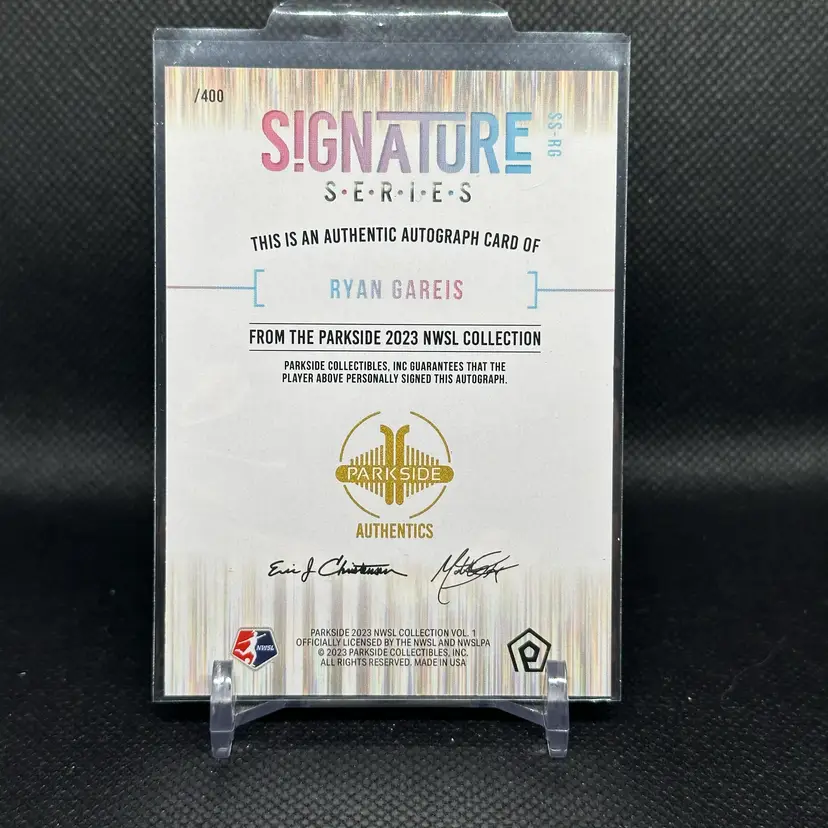 /400
SIGNATURE
SS-RG
S·E·R·I·E·S
THIS IS AN AUTHENTIC AUTOGRAPH CARD OF
RYAN GAREIS
FROM THE PARKSIDE 2023 NWSL COLLECTION
PARKSIDE COLLECTIBLES, INC GUARANTEES THAT THE
PLAYER ABOVE PERSONALLY SIGNED THIS AUTOGRAPH.
PARKSIDE
AUTHENTICS
Eric J Christensen
PARKSIDE 2023 NWSL COLLECTION VOL. 1
OFFICIALLY LICENSED BY THE NWSL AND NWSLPA
© 2023 PARKSIDE COLLECTIBLES, INC.
ALL RIGHTS RESERVED. MADE IN USA
NWSL